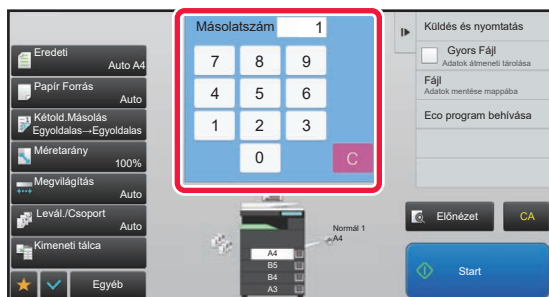 Eredeti
Auto A4
Papír Forrás
Auto
Kétold.Másolás
Egyoldalas→Egyoldalas
Méretarány
100%
Megvilágítás
Auto
Levál./Csoport
Auto
Kimeneti tálca
Egyéb
Másolatszám 1
7 8 9
4 5 6
1 2 3
0 C
Normál 1
A4
A4
B5
B4
A3
Küldés és nyomtatás
Gyors Fájl
Adatok átmeneti tárolása
Fájl
Adatok mentése mappába
Eco program behívása
Előnézet
CA
Start